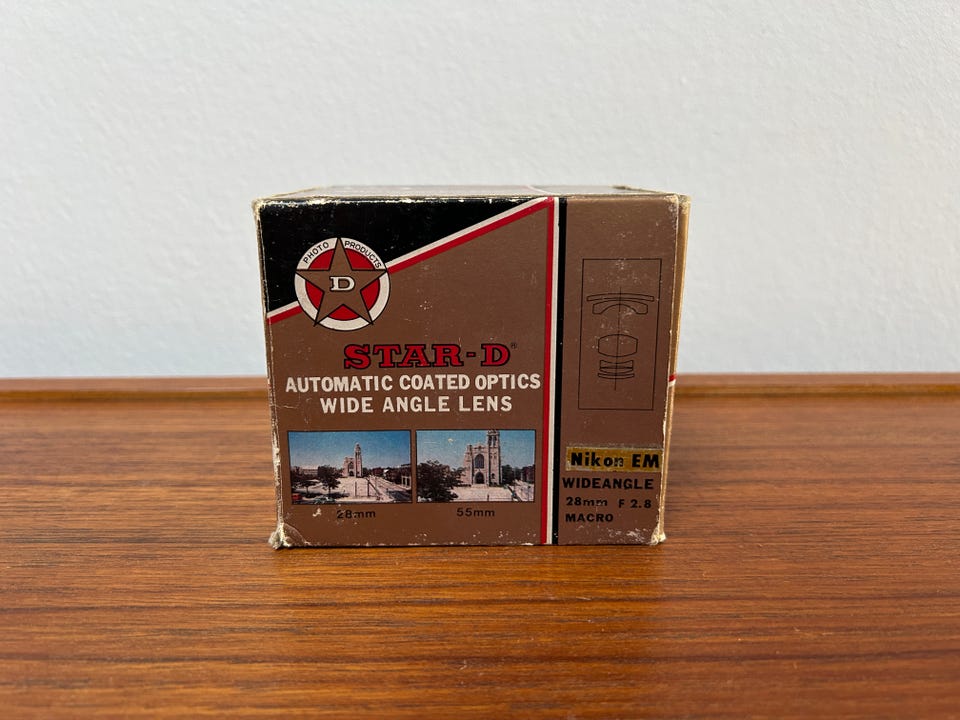 PHOTO PRODUCTS
D
STAR-D®
AUTOMATIC COATED OPTICS
WIDE ANGLE LENS
28mm
55mm
Nikon EM
WIDEANGLE
28mm F 2.8
MACRO